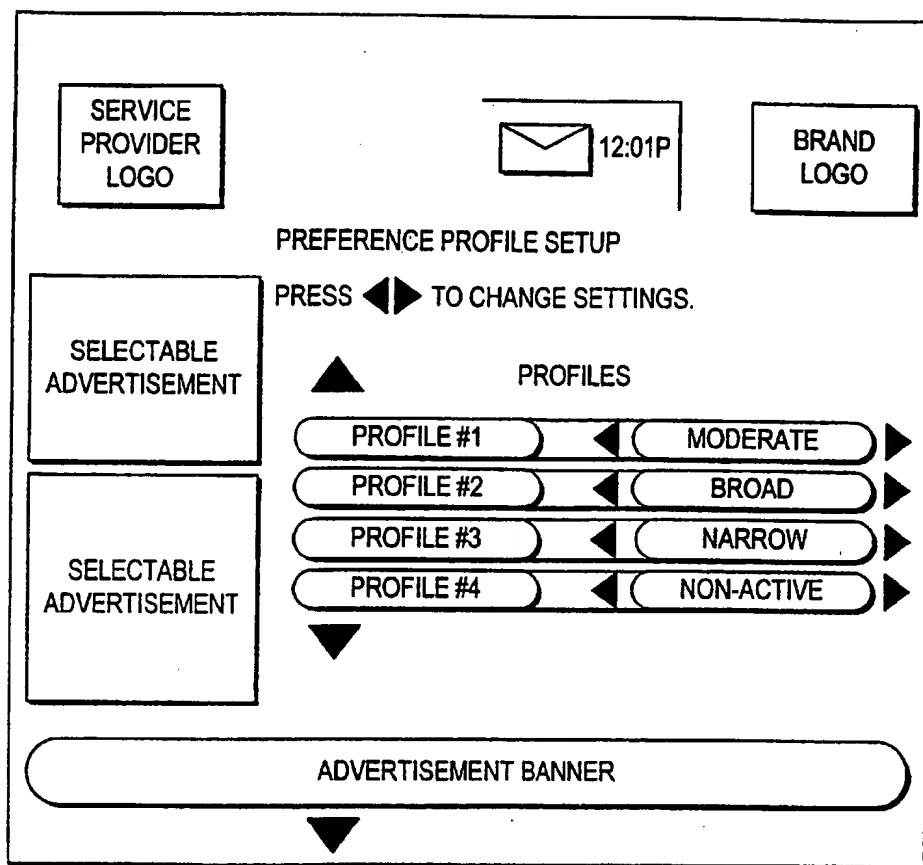 SERVICE
PROVIDER
LOGO
12:01P
BRAND
LOGO
PREFERENCE PROFILE SETUP
PRESS ◀▶ TO CHANGE SETTINGS.
SELECTABLE
ADVERTISEMENT
PROFILES
PROFILE #1 MODERATE
PROFILE #2 BROAD
PROFILE #3 NARROW
PROFILE #4 NON-ACTIVE
SELECTABLE
ADVERTISEMENT
ADVERTISEMENT BANNER